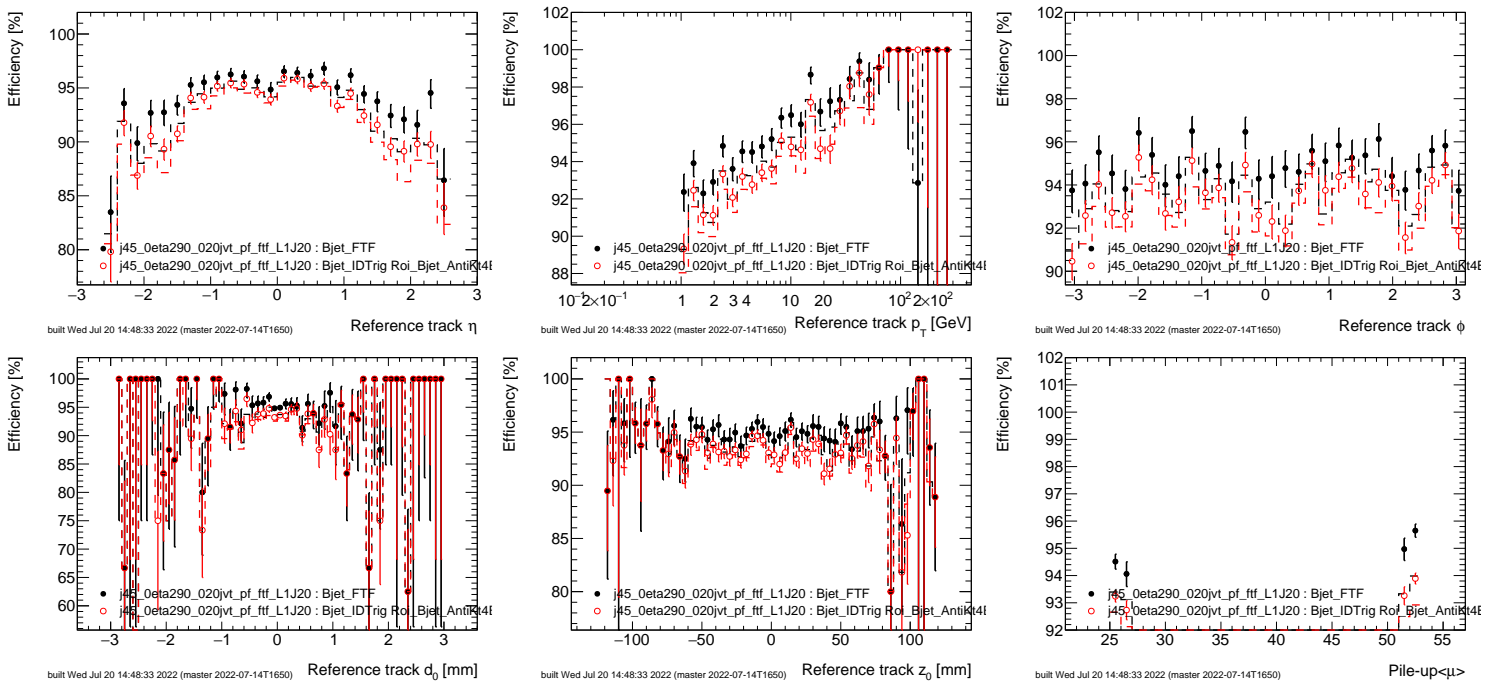 Efficiency [%]
100
95
90
85
80
j45_0eta290_020jvt_pf_ftf_L1J20 : Bjet_FTF
j45_0eta290_020jvt_pf_ftf_L1J20 : Bjet_IDTrig Roi_Bjet_AntiKt4E
−3 −2 −1 0 1 2 3
Reference track η
built Wed Jul 20 14:48:33 2022 (master 2022-07-14T1650)
Efficiency [%]
102
100
98
96
94
92
90
88
j45_0eta290_020jvt_pf_ftf_L1J20 : Bjet_FTF
j45_0eta290_020jvt_pf_ftf_L1J20 : Bjet_IDTrig Roi_Bjet_AntiKt4E
1 2 3 4 10 20
Reference track p_T [GeV]
built Wed Jul 20 14:48:33 2022 (master 2022-07-14T1650)
Efficiency [%]
102
100
98
96
94
92
90
j45_0eta290_020jvt_pf_ftf_L1J20 : Bjet_FTF
j45_0eta290_020jvt_pf_ftf_L1J20 : Bjet_IDTrig Roi_Bjet_AntiKt4E
−3 −2 −1 0 1 2 3
Reference track ϕ
built Wed Jul 20 14:48:33 2022 (master 2022-07-14T1650)
Efficiency [%]
100
95
90
85
80
75
70
65
60
j45_0eta290_020jvt_pf_ftf_L1J20 : Bjet_FTF
j45_0eta290_020jvt_pf_ftf_L1J20 : Bjet_IDTrig Roi_Bjet_AntiKt4E
−3 −2 −1 0 1 2 3
Reference track d_0 [mm]
built Wed Jul 20 14:48:33 2022 (master 2022-07-14T1650)
Efficiency [%]
105
100
95
90
85
80
j45_0eta290_020jvt_pf_ftf_L1J20 : Bjet_FTF
j45_0eta290_020jvt_pf_ftf_L1J20 : Bjet_IDTrig Roi_Bjet_AntiKt4E
−100 −50 0 50 100
Reference track z_0 [mm]
built Wed Jul 20 14:48:33 2022 (master 2022-07-14T1650)
Efficiency [%]
102
101
100
99
98
97
96
95
94
93
92
j45_0eta290_020jvt_pf_ftf_L1J20 : Bjet_FTF
j45_0eta290_020jvt_pf_ftf_L1J20 : Bjet_IDTrig Roi_Bjet_AntiKt4E
25 30 35 40 45 50 55
Pile-up<μ>
built Wed Jul 20 14:48:33 2022 (master 2022-07-14T1650)